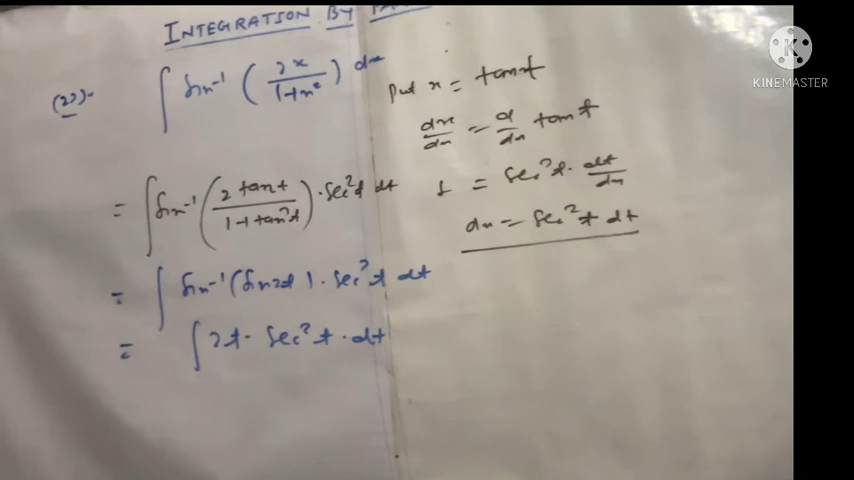 INTEGRATION BY
(23)- ∫ sin⁻¹ (2x/1+x²) dx
Put x = tan t
dx/dx = d/dx tan t
= ∫ sin⁻¹ (2 tan t/1+tan²t) · sec²t dt
1 = sec²t · dt/dx
dx = sec²t dt
= ∫ sin⁻¹ (sin 2t) · sec²t dt
= ∫ 2t · sec²t · dt
K
KINEMASTER